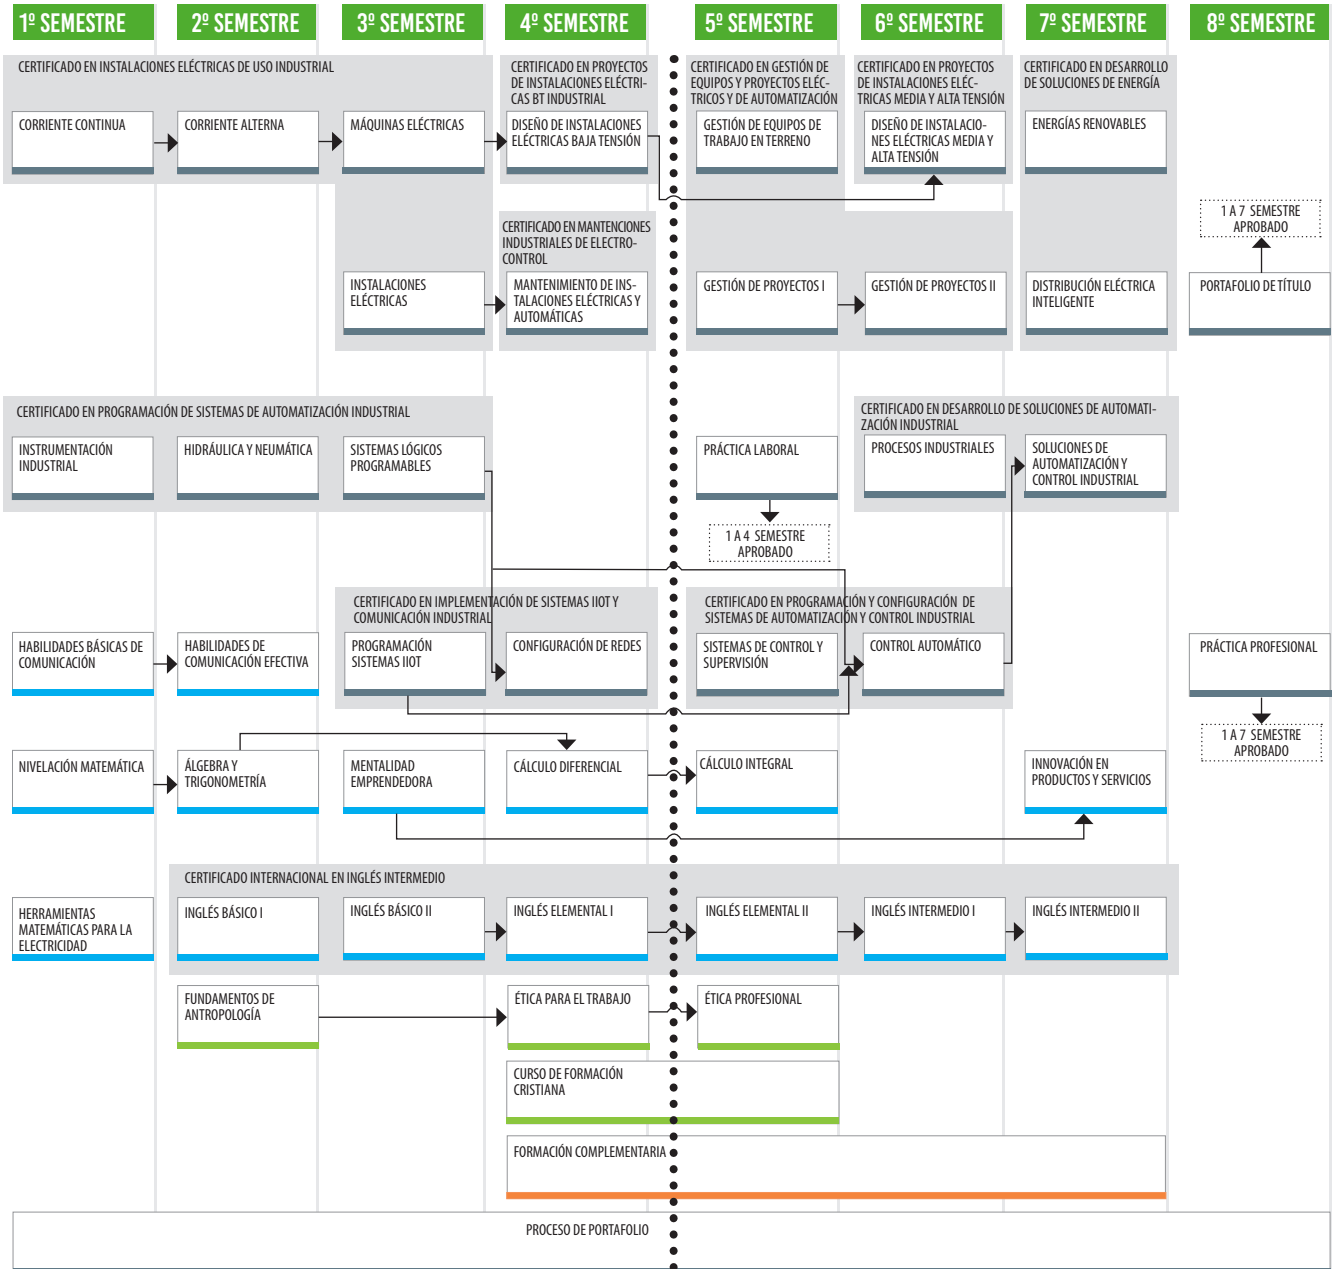 1º SEMESTRE
2º SEMESTRE
3º SEMESTRE
4º SEMESTRE
5º SEMESTRE
6º SEMESTRE
7º SEMESTRE
8º SEMESTRE
CERTIFICADO EN INSTALACIONES ELÉCTRICAS DE USO INDUSTRIAL
CERTIFICADO EN PROYECTOS
DE INSTALACIONES ELÉCTRI-
CAS BT INDUSTRIAL
CERTIFICADO EN GESTIÓN DE
EQUIPOS Y PROYECTOS ELÉC-
TRICOS Y DE AUTOMATIZACIÓN
CERTIFICADO EN PROYECTOS
DE INSTALACIONES ELÉC-
TRICAS MEDIA Y ALTA TENSIÓN
CERTIFICADO EN DESARROLLO
DE SOLUCIONES DE ENERGÍA
CORRIENTE CONTINUA
CORRIENTE ALTERNA
MÁQUINAS ELÉCTRICAS
DISEÑO DE INSTALACIONES
ELÉCTRICAS BAJA TENSIÓN
GESTIÓN DE EQUIPOS DE
TRABAJO EN TERRENO
DISEÑO DE INSTALACIO-
NES ELÉCTRICAS MEDIA Y
ALTA TENSIÓN
ENERGÍAS RENOVABLES
1 A 7 SEMESTRE
APROBADO
CERTIFICADO EN MANTENCIONES
INDUSTRIALES DE ELECTRO-
CONTROL
INSTALACIONES
ELÉCTRICAS
MANTENIMIENTO DE INS-
TALACIONES ELÉCTRICAS Y
AUTOMÁTICAS
GESTIÓN DE PROYECTOS I
GESTIÓN DE PROYECTOS II
DISTRIBUCIÓN ELÉCTRICA
INTELIGENTE
PORTAFOLIO DE TÍTULO
CERTIFICADO EN PROGRAMACIÓN DE SISTEMAS DE AUTOMATIZACIÓN INDUSTRIAL
CERTIFICADO EN DESARROLLO DE SOLUCIONES DE AUTOMATI-
ZACIÓN INDUSTRIAL
INSTRUMENTACIÓN
INDUSTRIAL
HIDRÁULICA Y NEUMÁTICA
SISTEMAS LÓGICOS
PROGRAMABLES
PRÁCTICA LABORAL
PROCESOS INDUSTRIALES
SOLUCIONES DE
AUTOMATIZACIÓN Y
CONTROL INDUSTRIAL
1 A 4 SEMESTRE
APROBADO
CERTIFICADO EN IMPLEMENTACIÓN DE SISTEMAS IIOT Y
COMUNICACIÓN INDUSTRIAL
CERTIFICADO EN PROGRAMACIÓN Y CONFIGURACIÓN DE
SISTEMAS DE AUTOMATIZACIÓN Y CONTROL INDUSTRIAL
HABILIDADES BÁSICAS DE
COMUNICACIÓN
HABILIDADES DE
COMUNICACIÓN EFECTIVA
PROGRAMACIÓN
SISTEMAS IIOT
CONFIGURACIÓN DE REDES
SISTEMAS DE CONTROL Y
SUPERVISIÓN
CONTROL AUTOMÁTICO
PRÁCTICA PROFESIONAL
1 A 7 SEMESTRE
APROBADO
NIVELACIÓN MATEMÁTICA
ÁLGEBRA Y
TRIGONOMETRÍA
MENTALIDAD
EMPRENDEDORA
CÁLCULO DIFERENCIAL
CÁLCULO INTEGRAL
INNOVACIÓN EN
PRODUCTOS Y SERVICIOS
CERTIFICADO INTERNACIONAL EN INGLÉS INTERMEDIO
HERRAMIENTAS
MATEMÁTICAS PARA LA
ELECTRICIDAD
INGLÉS BÁSICO I
INGLÉS BÁSICO II
INGLÉS ELEMENTAL I
INGLÉS ELEMENTAL II
INGLÉS INTERMEDIO I
INGLÉS INTERMEDIO II
FUNDAMENTOS DE
ANTROPOLOGÍA
ÉTICA PARA EL TRABAJO
ÉTICA PROFESIONAL
CURSO DE FORMACIÓN
CRISTIANA
FORMACIÓN COMPLEMENTARIA
PROCESO DE PORTAFOLIO